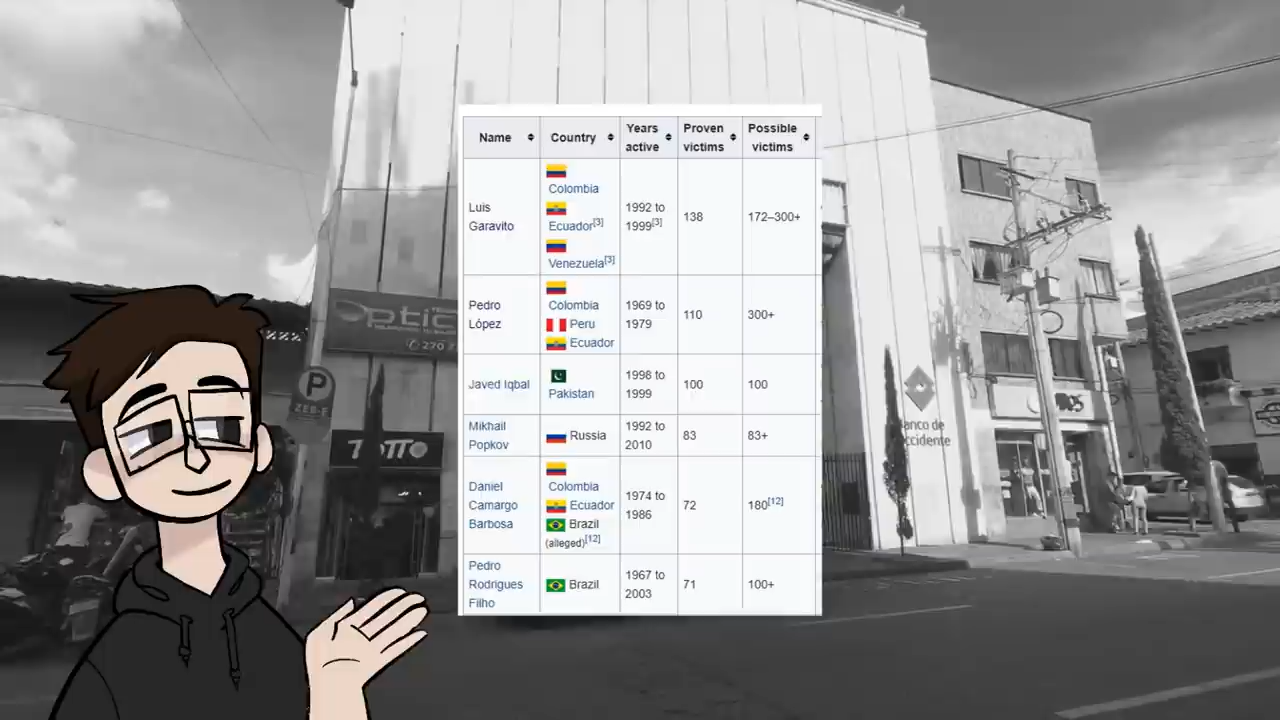 Name
Country
Years
active
Proven
victims
Possible
victims
Luis
Garavito
Colombia
Ecuador[3]
Venezuela[3]
1992 to
1999[3]
138
172–300+
Pedro
López
Colombia
Peru
Ecuador
1969 to
1979
110
300+
Javed Iqbal
Pakistan
1998 to
1999
100
100
Mikhail
Popkov
Russia
1992 to
2010
83
83+
Daniel
Camargo
Barbosa
Colombia
Ecuador
Brazil
(alleged)[12]
1974 to
1986
72
180[12]
Pedro
Rodrigues
Filho
Brazil
1967 to
2003
71
100+
Optic
270
P
ZER-E
TOTTO
anco de
ccidente